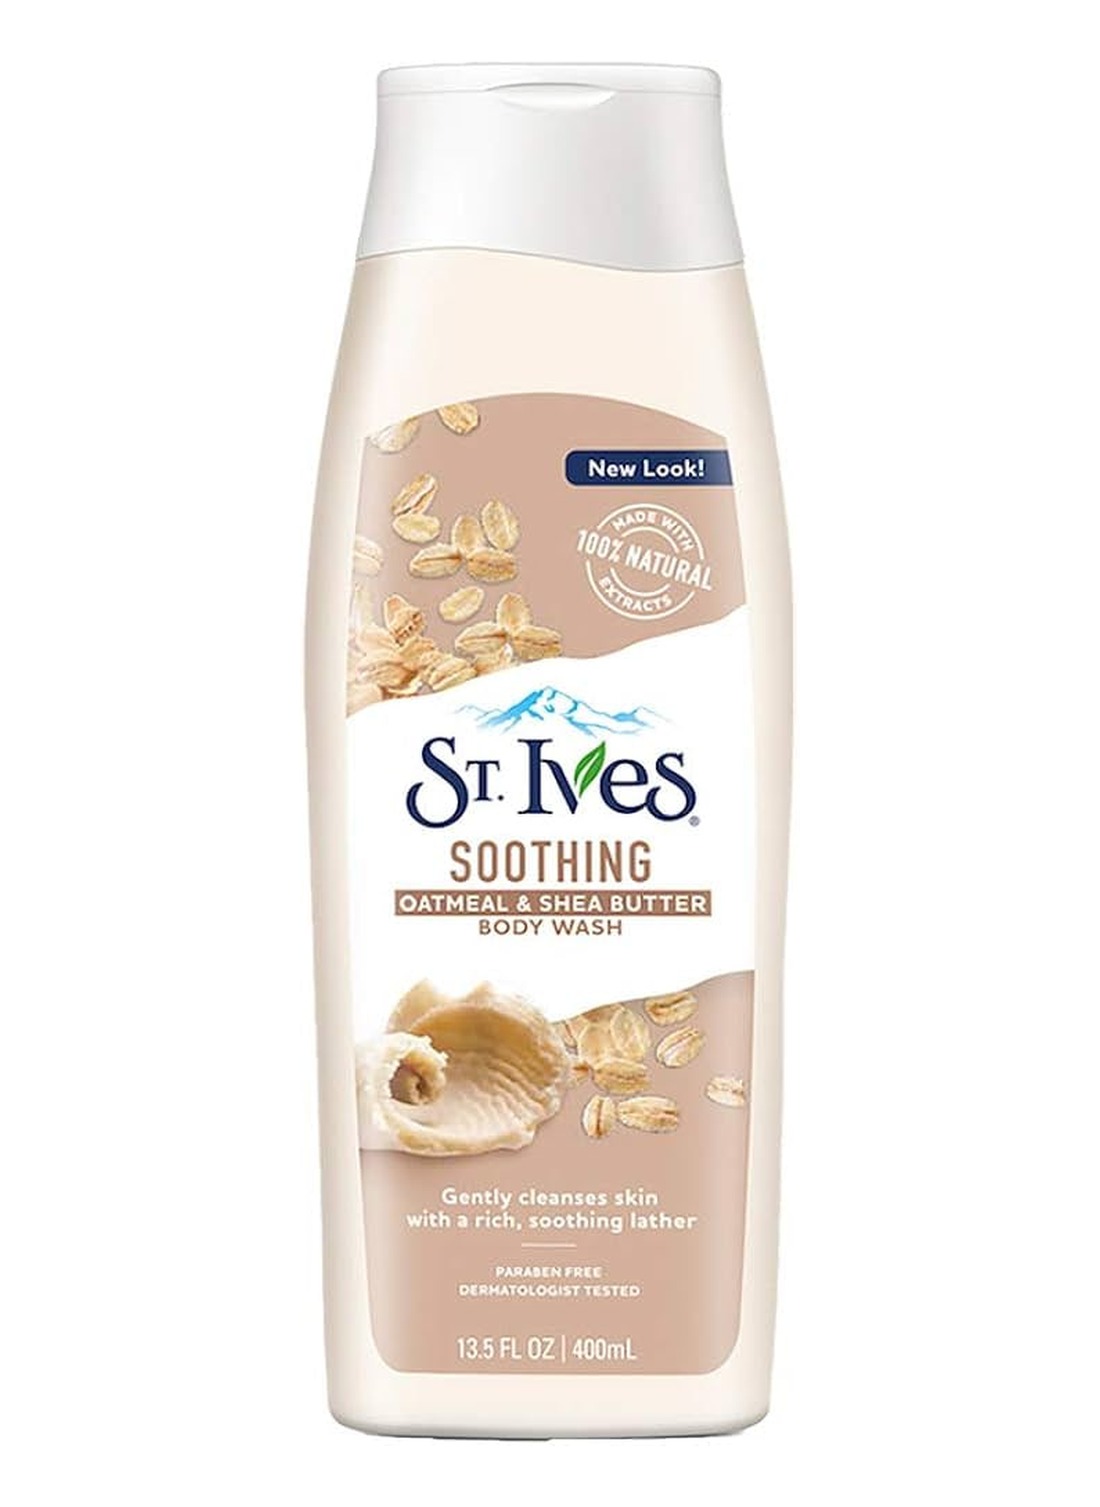 New Look!
MADE WITH
100% NATURAL
EXTRACTS
ST. IVES®
SOOTHING
OATMEAL & SHEA BUTTER
BODY WASH
Gently cleanses skin
with a rich, soothing lather
PARABEN FREE
DERMATOLOGIST TESTED
13.5 FL OZ | 400mL